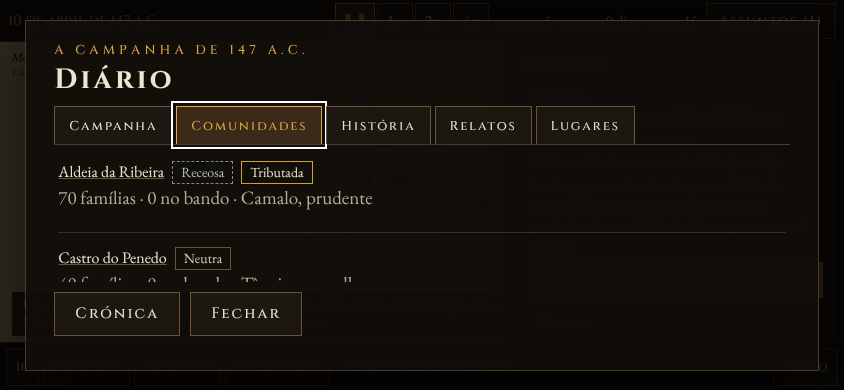 A CAMPANHA DE 147 A.C.
DIÁRIO
CAMPANHA COMUNIDADES HISTÓRIA RELATOS LUGARES
Aldeia da Ribeira Receosa Tributada
70 famílias · 0 no bando · Camalo, prudente
Castro do Penedo Neutra
CRÓNICA FECHAR